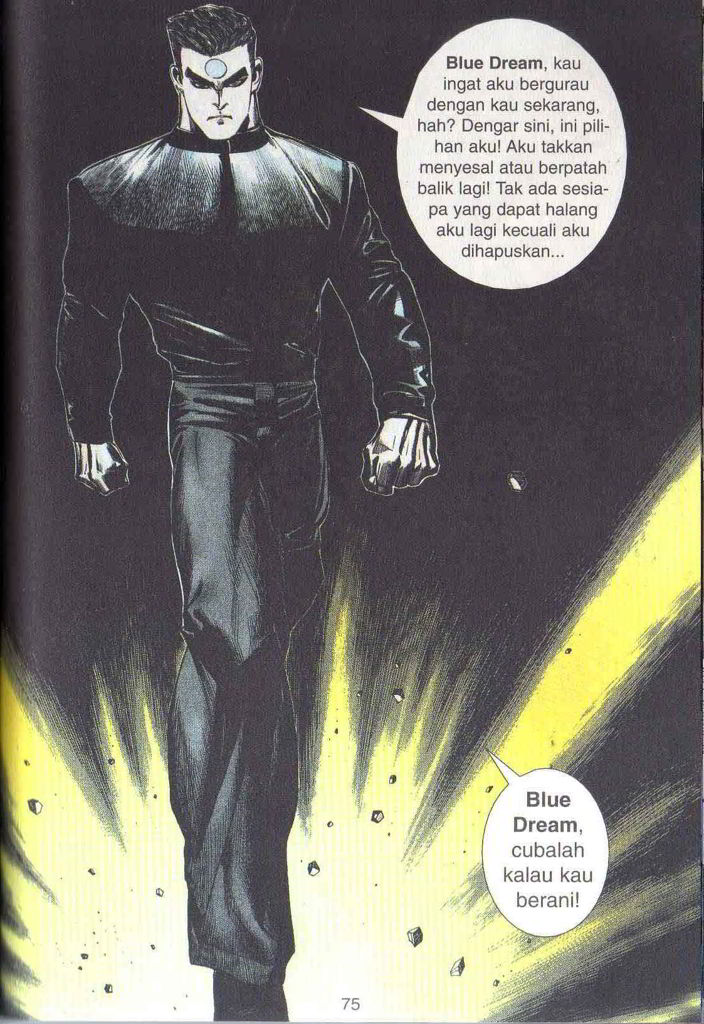 Blue Dream, kau
ingat aku bergurau
dengan kau sekarang,
hah? Dengar sini, ini pili-
han aku! Aku takkan
menyesal atau berpatah
balik lagi! Tak ada sesia-
pa yang dapat halang
aku lagi kecuali aku
dihapuskan...
Blue
Dream,
cubalah
kalau kau
berani!
75